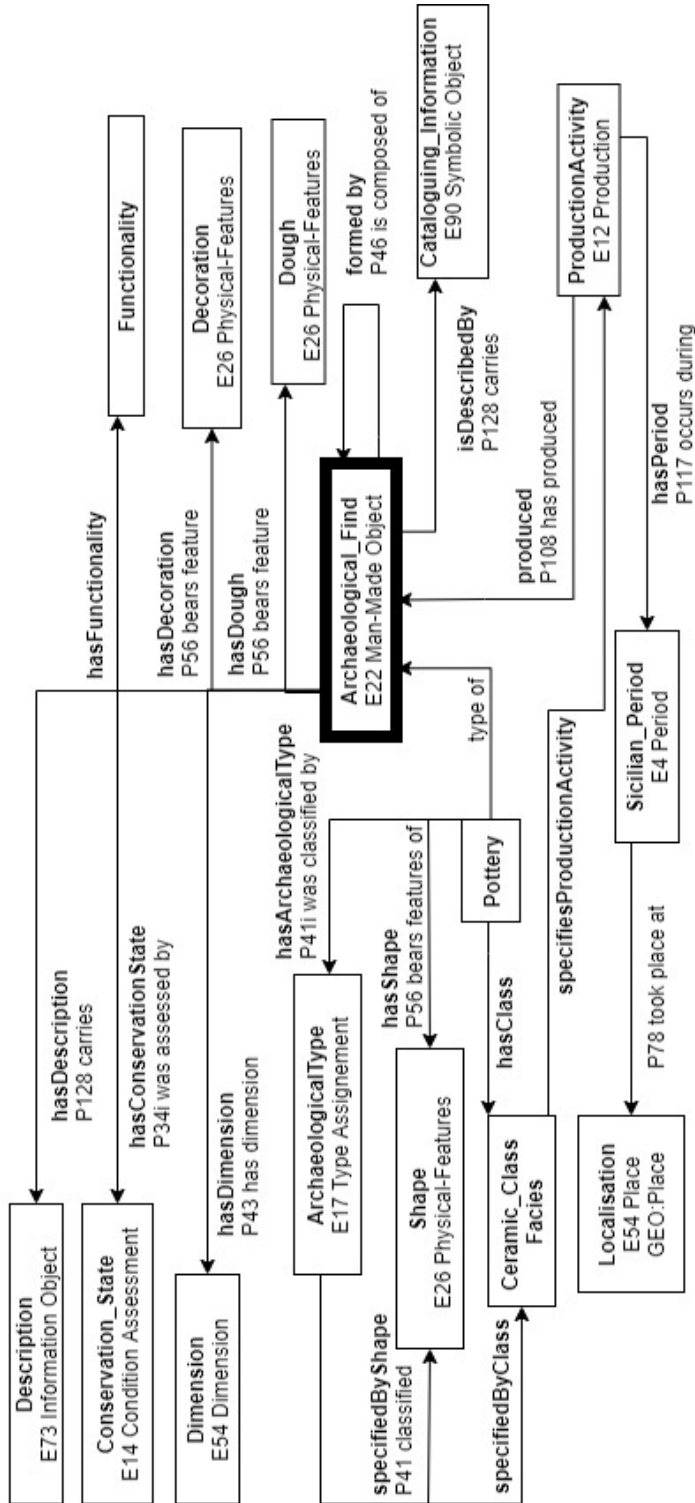 Description
E73 Information Object
hasDescription
P128 carries
hasFunctionality
Functionality
Conservation_State
E14 Condition Assessment
hasConservationState
P34i was assessed by
hasDecoration
P56 bears feature
Decoration
E26 Physical-Features
Dimension
E54 Dimension
hasDimension
P43 has dimension
hasDough
P56 bears feature
Dough
E26 Physical-Features
ArchaeologicalType
E17 Type Assignement
hasArchaeologicalType
P41i was classified by
Archaeological_Find
E22 Man-Made Object
formed by
P46 is composed of
specifiedByShape
P41 classified
Shape
E26 Physical-Features
hasShape
P56 bears features of
Cataloguing_Information
E90 Symbolic Object
isDescribedBy
P128 carries
Pottery
type of
specifiedByClass
Ceramic_Class
Facies
hasClass
produced
P108 has produced
ProductionActivity
E12 Production
specifiesProductionActivity
Localisation
E54 Place
GEO:Place
P78 took place at
Sicilian_Period
E4 Period
hasPeriod
P117 occurs during